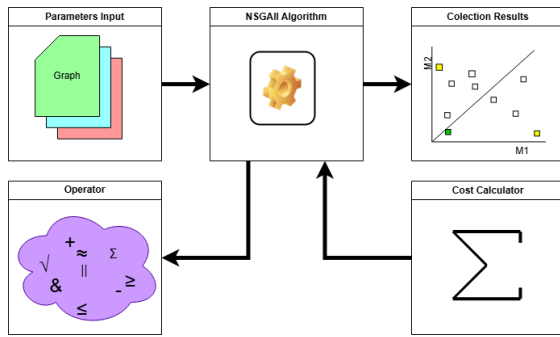 Parameters Input
NSGAII Algorithm
Colection Results
Graph
M2
M1
Operator
Cost Calculator
+
≈
Σ
√
||
&
≥
-
≤
Σ